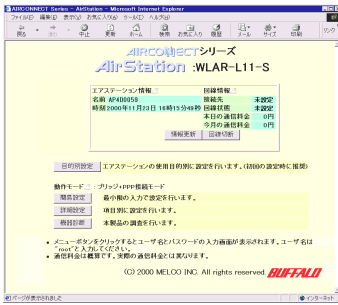 AIRCONNECT Series - AirStation - Microsoft Internet Explorer
ファイル(F) 編集(E) 表示(V) お気に入り(A) ツール(T) ヘルプ(H)
戻る 進む 中止 更新 ホーム 検索 お気に入り 履歴 メール サイズ 印刷 リンク
AIRCONNECTシリーズ
AirStation :WLAR-L11-S
エアステーション情報 回線情報
名前 AP4D0059 接続先 未設定
時刻 2000年11月23日 16時15分49秒 回線状態 未設定
本日の通信料金 0円
今月の通信料金 0円
情報更新 回線切断
目的別設定 エアステーションの使用目的別に設定を行います。(初回の設定時に推奨)
動作モード : ブリッジ+PPP接続モード
簡易設定 最小限の入力で設定を行います。
詳細設定 項目別に設定を行います。
機器診断 本製品の調査を行います。
• メニューボタンをクリックするとユーザ名とパスワードの入力画面が表示されます。ユーザ名は
"root"と入力してください。
• 通信料金は概算です。実際の通信料金とは異なります。
(C) 2000 MELCO INC. All rights reserved. BUFFALO
ページが表示されました インターネット